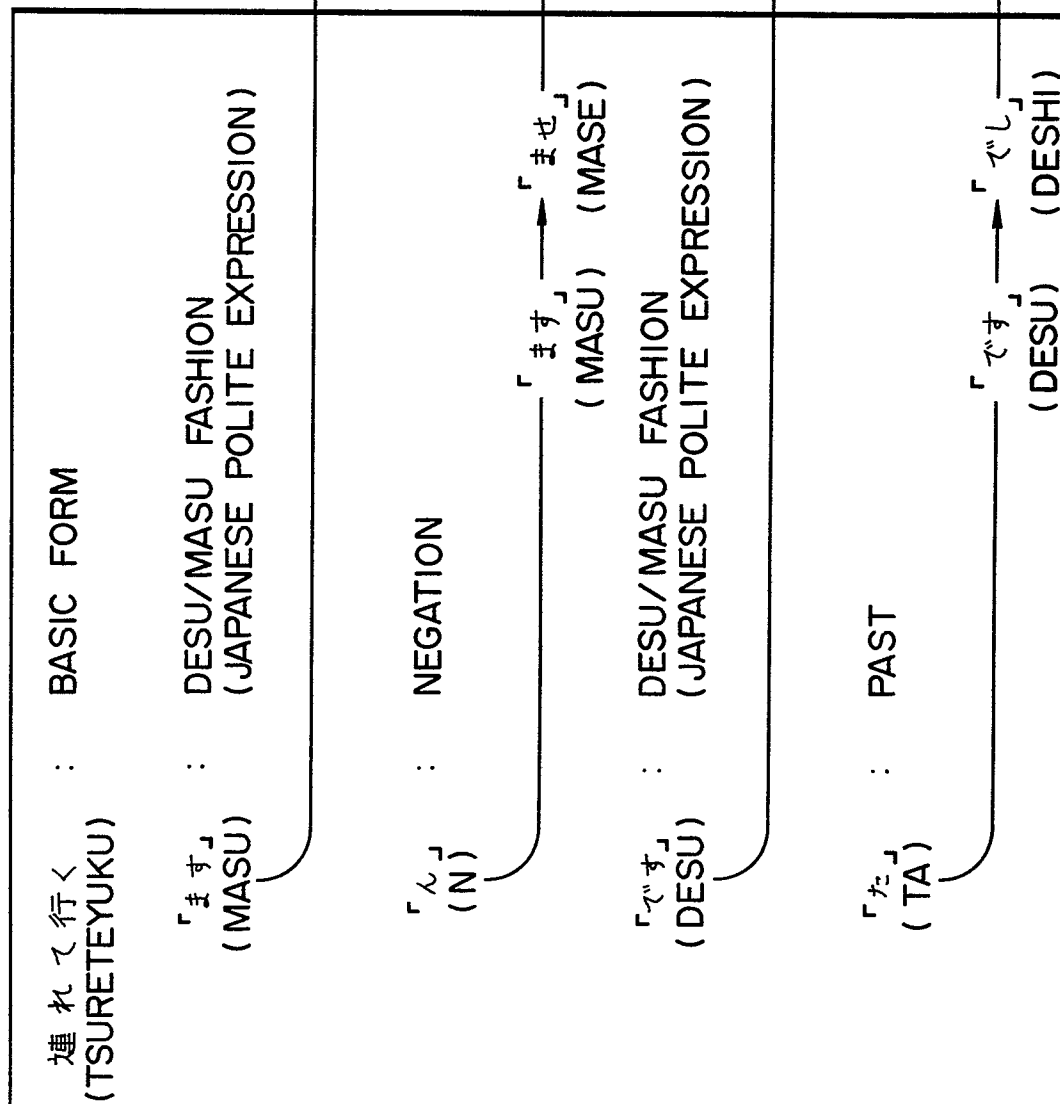 連れて行く : BASIC FORM
(TSURETEYUKU)
「ます」 : DESU/MASU FASHION
(MASU) (JAPANESE POLITE EXPRESSION)
「ん」 : NEGATION
(N)
「ます」 → 「ませ」
(MASU) (MASE)
「です」 : DESU/MASU FASHION
(DESU) (JAPANESE POLITE EXPRESSION)
「た」 : PAST
(TA)
「です」 → 「でし」
(DESU) (DESHI)